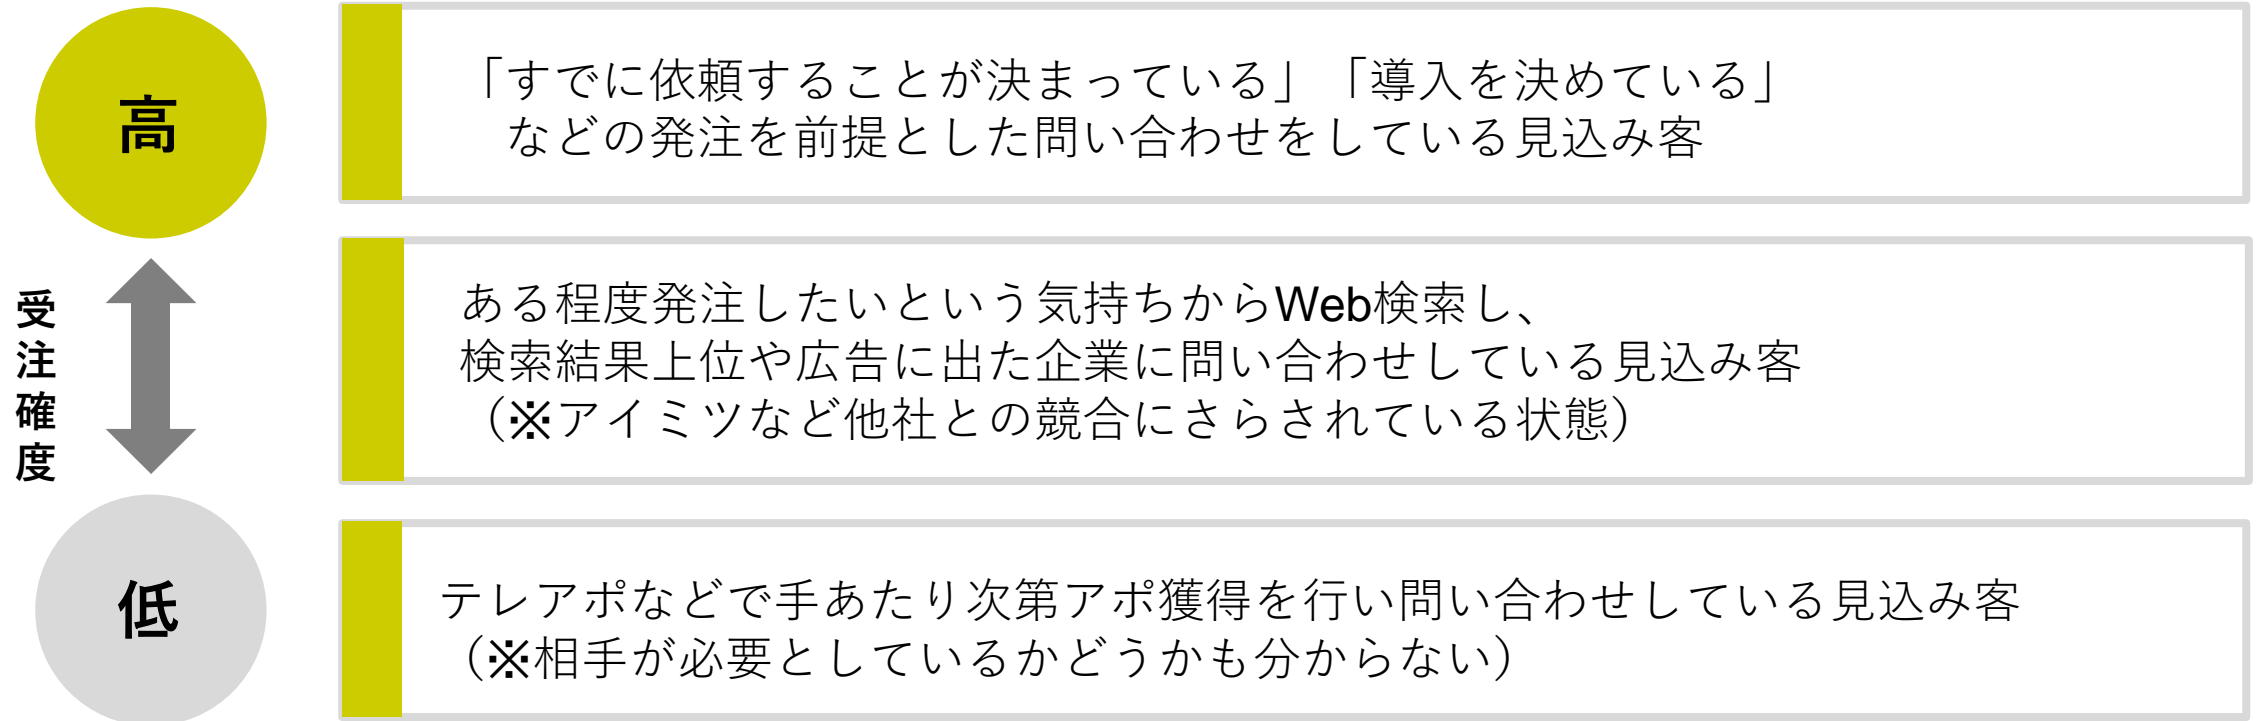 高
「すでに依頼することが決まっている」「導入を決めている」
などの発注を前提とした問い合わせをしている見込み客
受注確度
ある程度発注したいという気持ちからWeb検索し、
検索結果上位や広告に出た企業に問い合わせしている見込み客
（※アイミツなど他社との競合にさらされている状態）
低
テレアポなどで手あたり次第アポ獲得を行い問い合わせしている見込み客
（※相手が必要としているかどうかも分からない）